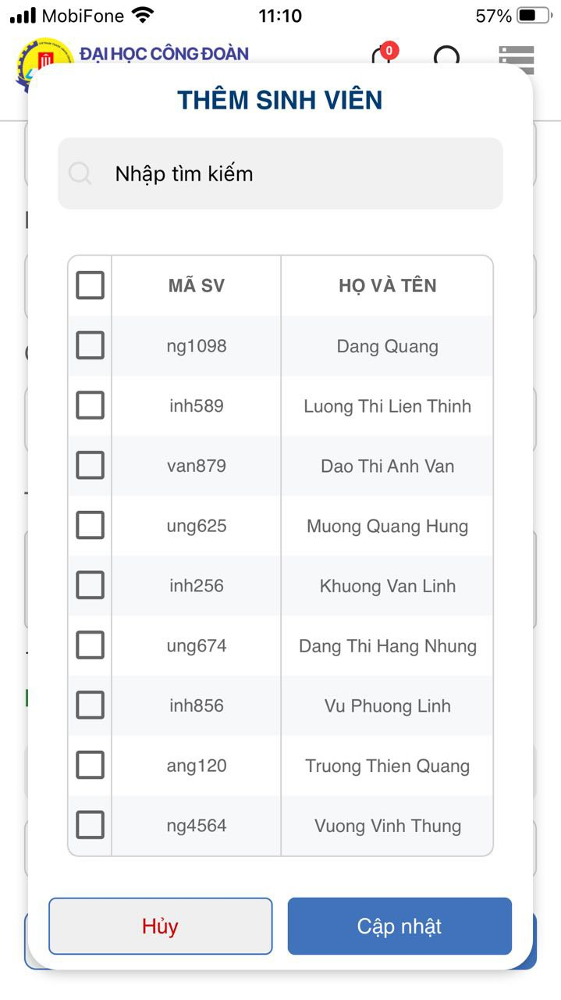 MobiFone 11:10 57%
ĐẠI HỌC CÔNG ĐOÀN 0
THÊM SINH VIÊN
Nhập tìm kiếm
MÃ SV HỌ VÀ TÊN
ng1098 Dang Quang
inh589 Luong Thi Lien Thinh
van879 Dao Thi Anh Van
ung625 Muong Quang Hung
inh256 Khuong Van Linh
ung674 Dang Thi Hang Nhung
inh856 Vu Phuong Linh
ang120 Truong Thien Quang
ng4564 Vuong Vinh Thung
Hủy Cập nhật